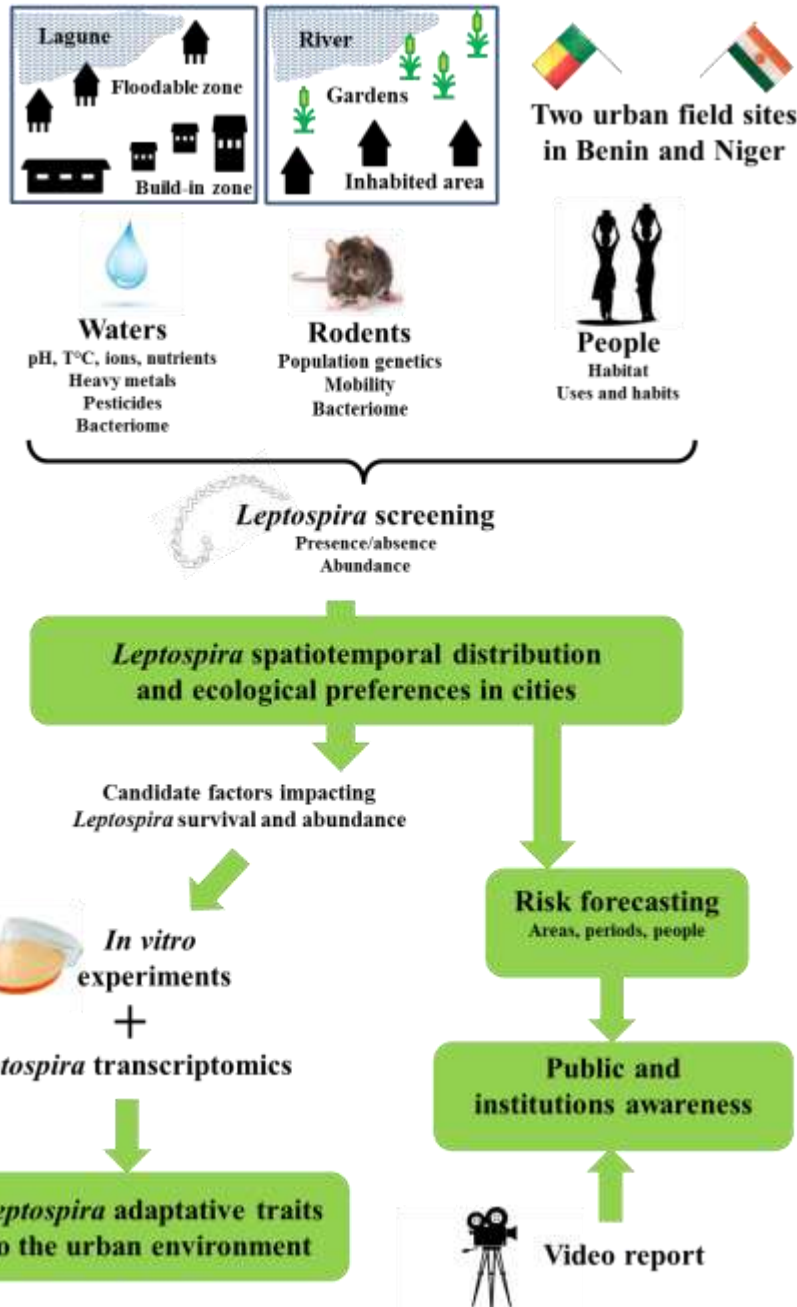 Lagune
Floodable zone
Build-in zone
River
Gardens
Inhabited area
Two urban field sites
in Benin and Niger
Waters
pH, T°C, ions, nutrients
Heavy metals
Pesticides
Bacteriome
Rodents
Population genetics
Mobility
Bacteriome
People
Habitat
Uses and habits
Leptospira screening
Presence/absence
Abundance
Leptospira spatiotemporal distribution
and ecological preferences in cities
Candidate factors impacting
Leptospira survival and abundance
In vitro
experiments
+
tospira transcriptomics
eptospira adaptative traits
o the urban environment
Risk forecasting
Areas, periods, people
Public and
institutions awareness
Video report